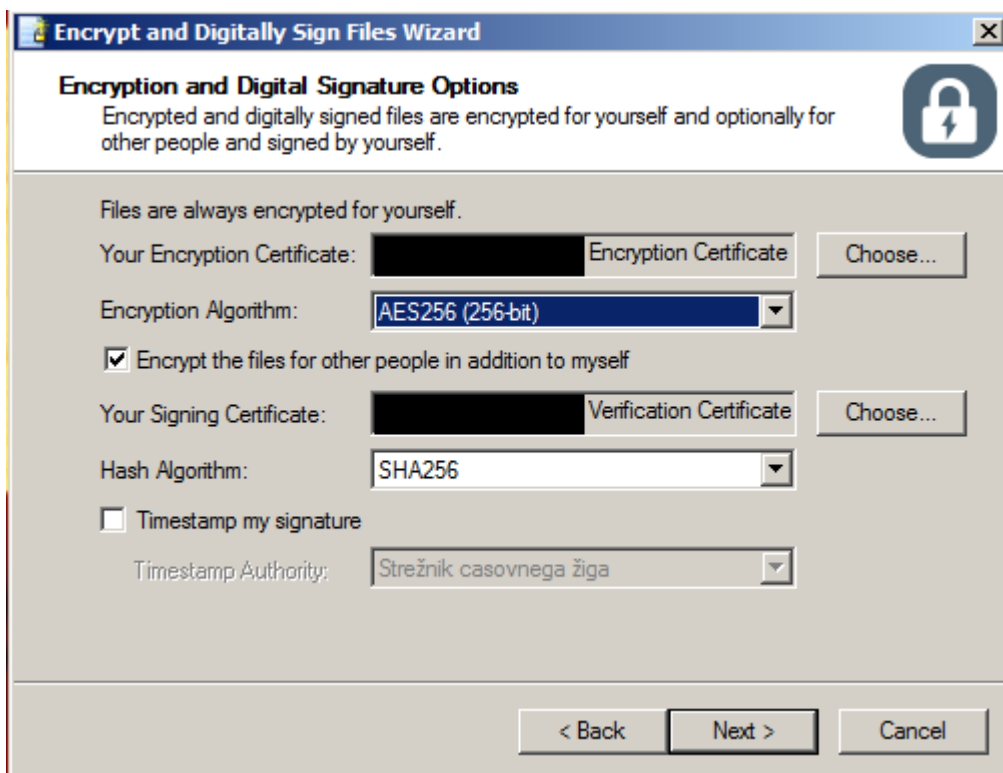 Encrypt and Digitally Sign Files Wizard
Encryption and Digital Signature Options
Encrypted and digitally signed files are encrypted for yourself and optionally for
other people and signed by yourself.
Files are always encrypted for yourself.
Your Encryption Certificate: Encryption Certificate Choose...
Encryption Algorithm: AES256 (256-bit)
Encrypt the files for other people in addition to myself
Your Signing Certificate: Verification Certificate Choose...
Hash Algorithm: SHA256
Timestamp my signature
Timestamp Authority: Strežnik casovnega žiga
< Back Next > Cancel